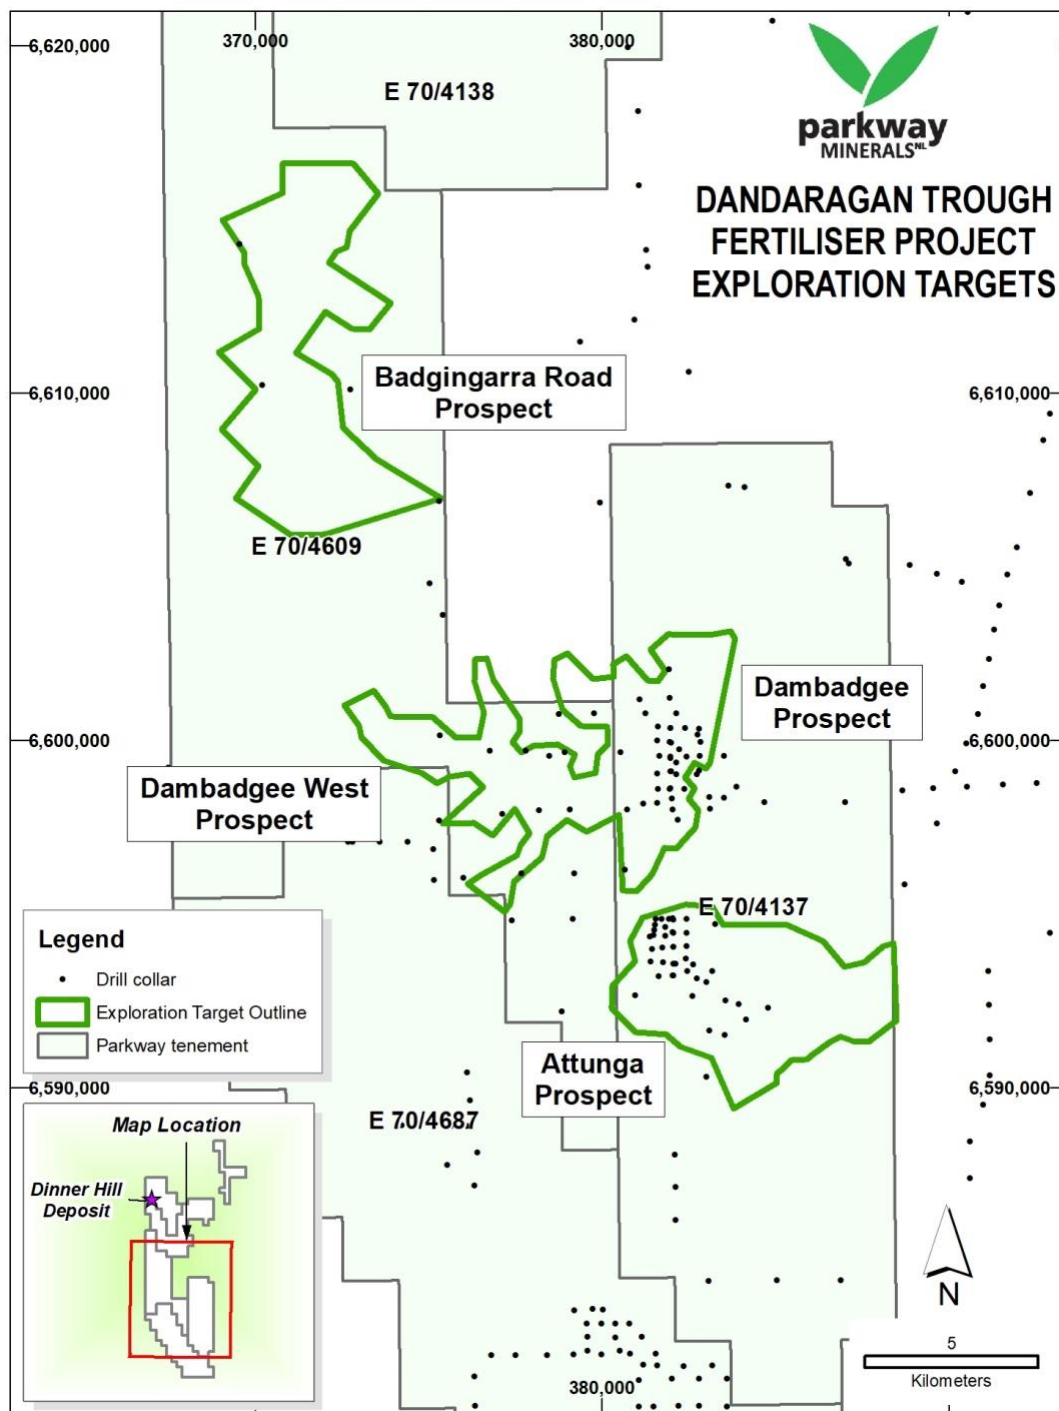 370,000
380,000
6,620,000
E 70/4138
parkway
MINERALS NL
DANDARAGAN TROUGH
FERTILISER PROJECT
EXPLORATION TARGETS
Badgingarra Road
Prospect
6,610,000
6,610,000
E 70/4609
Dambadgee
Prospect
6,600,000
6,600,000
Dambadgee West
Prospect
E 70/4137
Legend
Drill collar
Exploration Target Outline
Parkway tenement
Attunga
Prospect
6,590,000
6,590,000
E 70/4687
Map Location
Dinner Hill
Deposit
N
5
Kilometers
380,000